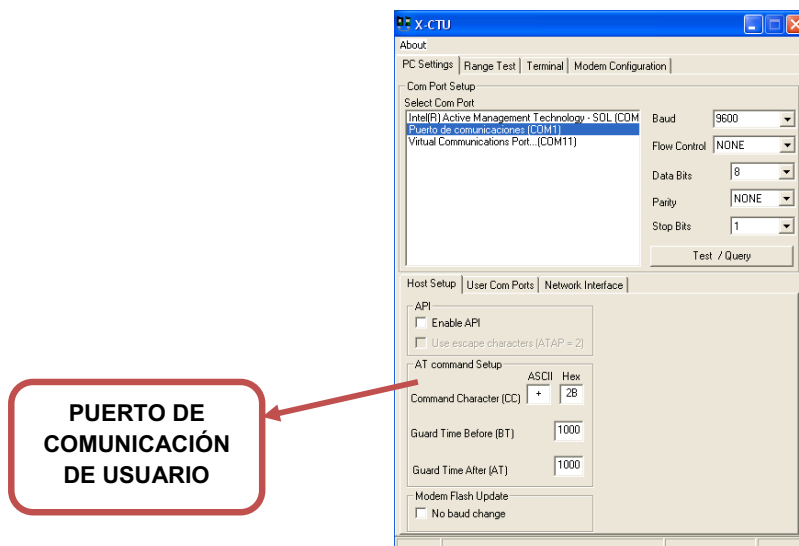 X-CTU
About
PC Settings Range Test Terminal Modem Configuration
Com Port Setup
Select Com Port
Intel(R) Active Management Technology - SOL (COM
Puerto de comunicaciones (COM1)
Virtual Communications Port...(COM11)
Baud 9600
Flow Control NONE
Data Bits 8
Parity NONE
Stop Bits 1
Test / Query
Host Setup User Com Ports Network Interface
API
Enable API
Use escape characters (ATAP = 2)
AT command Setup
ASCII Hex
Command Character (CC) + 2B
Guard Time Before (BT) 1000
Guard Time After (AT) 1000
Modem Flash Update
No baud change
PUERTO DE
COMUNICACIÓN
DE USUARIO